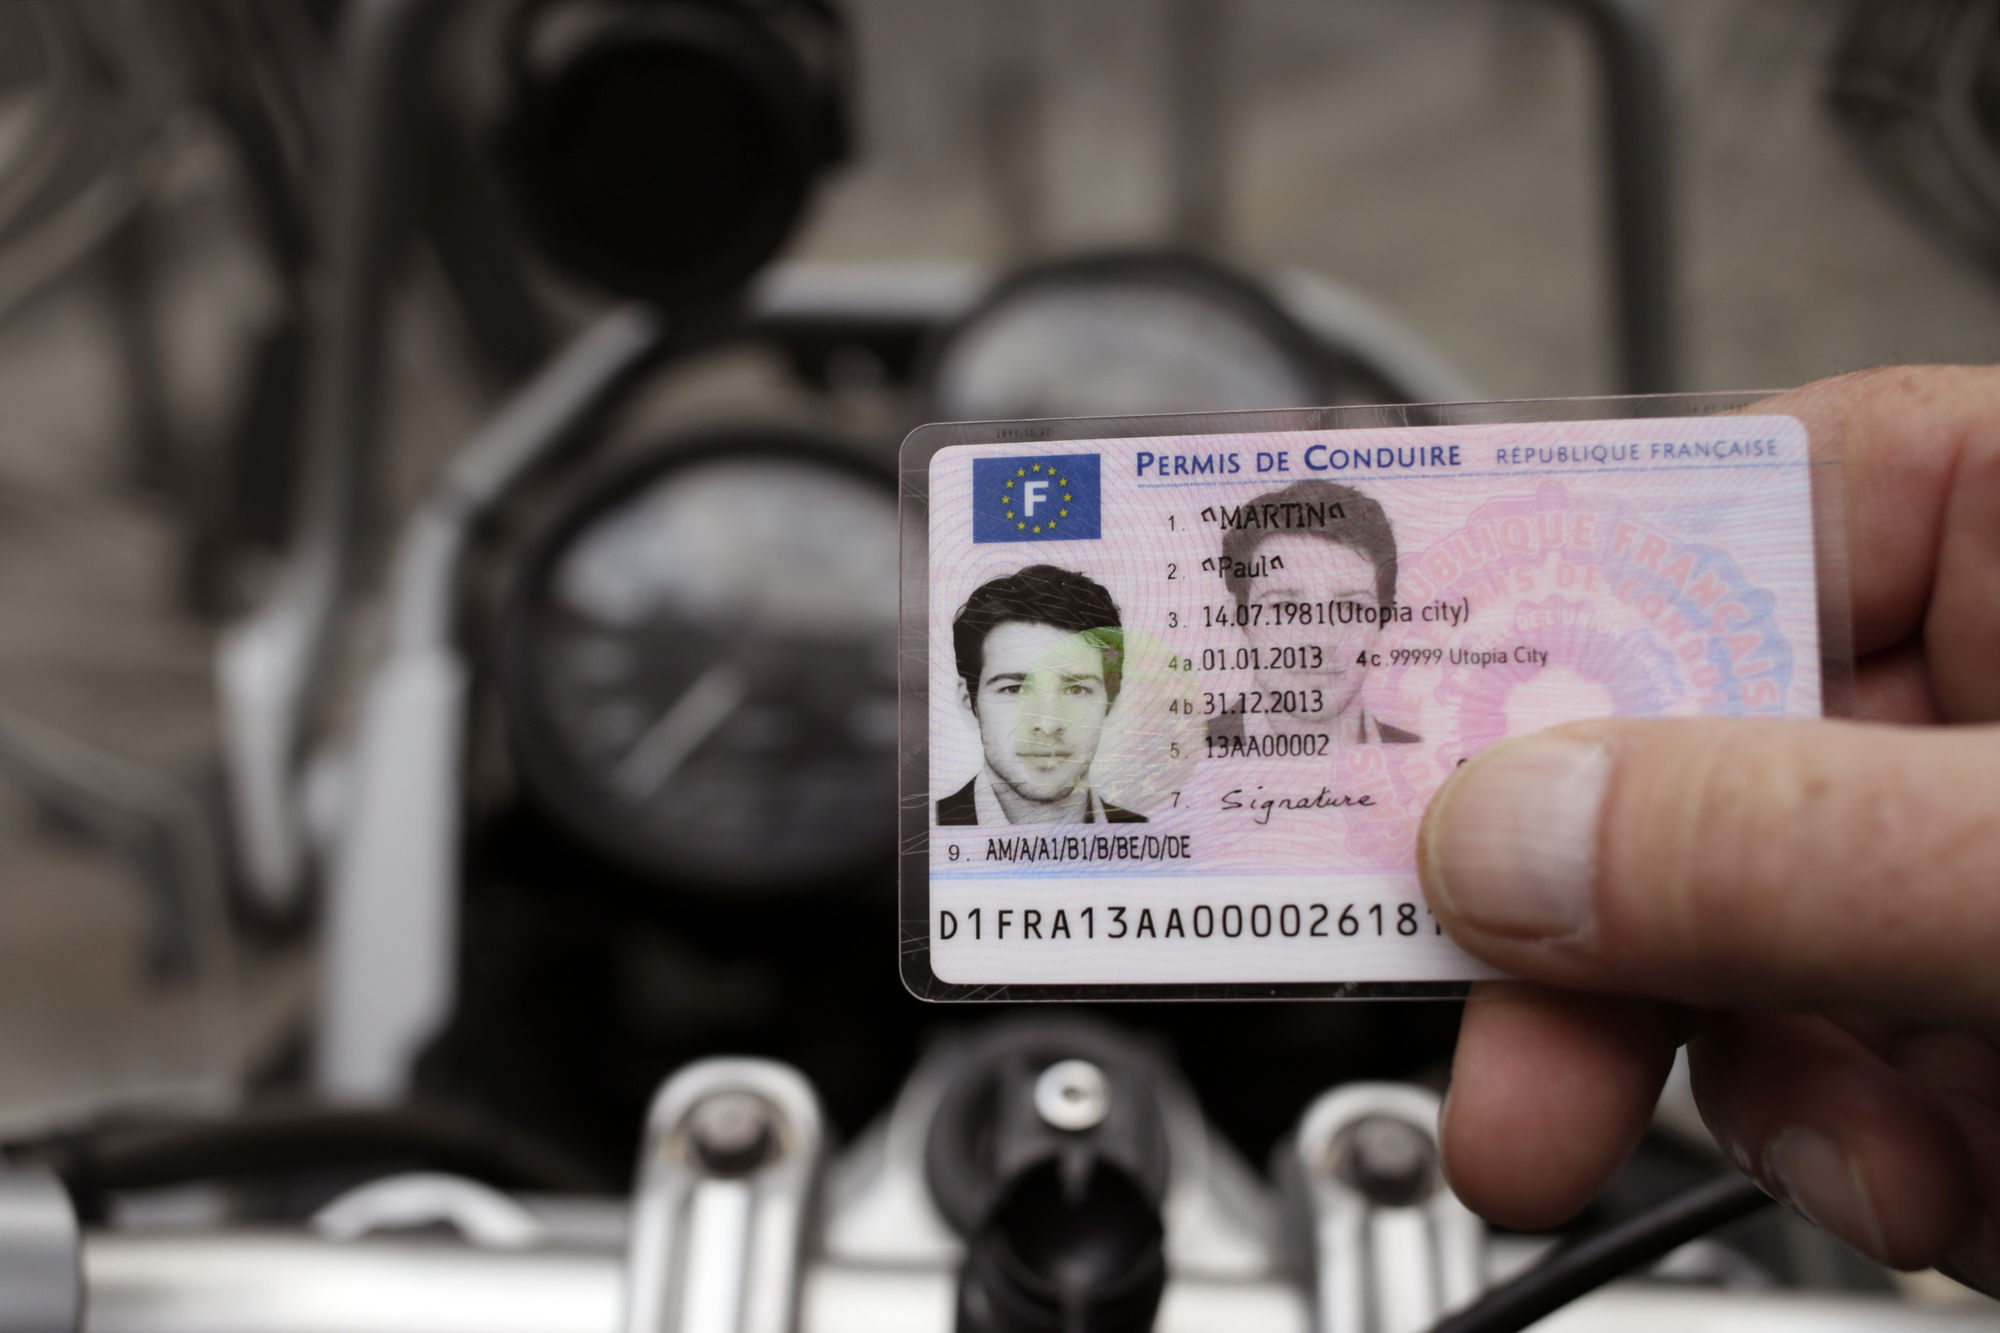 F
PERMIS DE CONDUIRE RÉPUBLIQUE FRANÇAISE
1. MARTIN
2. Paul
3. 14.07.1981(Utopia city)
4a.01.01.2013 4c.99999 Utopia City
4b.31.12.2013
5. 13AA00002
7. Signature
9. AM/A/A1/B1/B/BE/D/DE
D1FRA13AA000026181